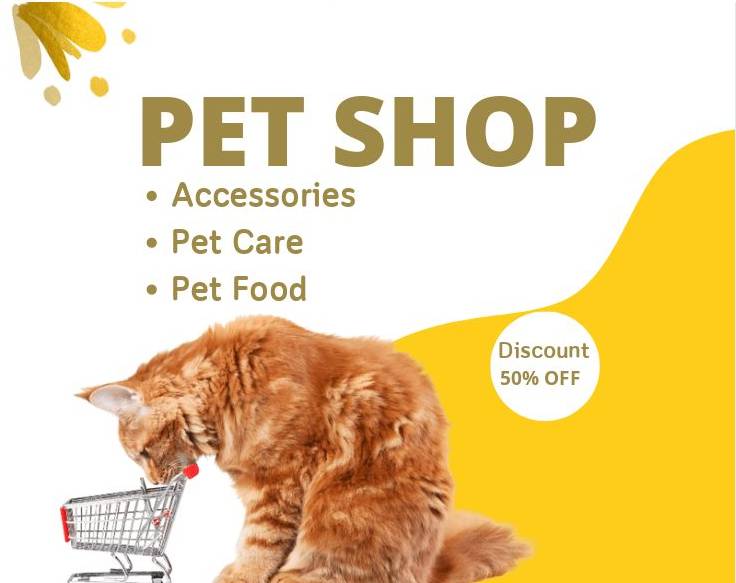 PET SHOP
• Accessories
• Pet Care
• Pet Food
Discount
50% OFF